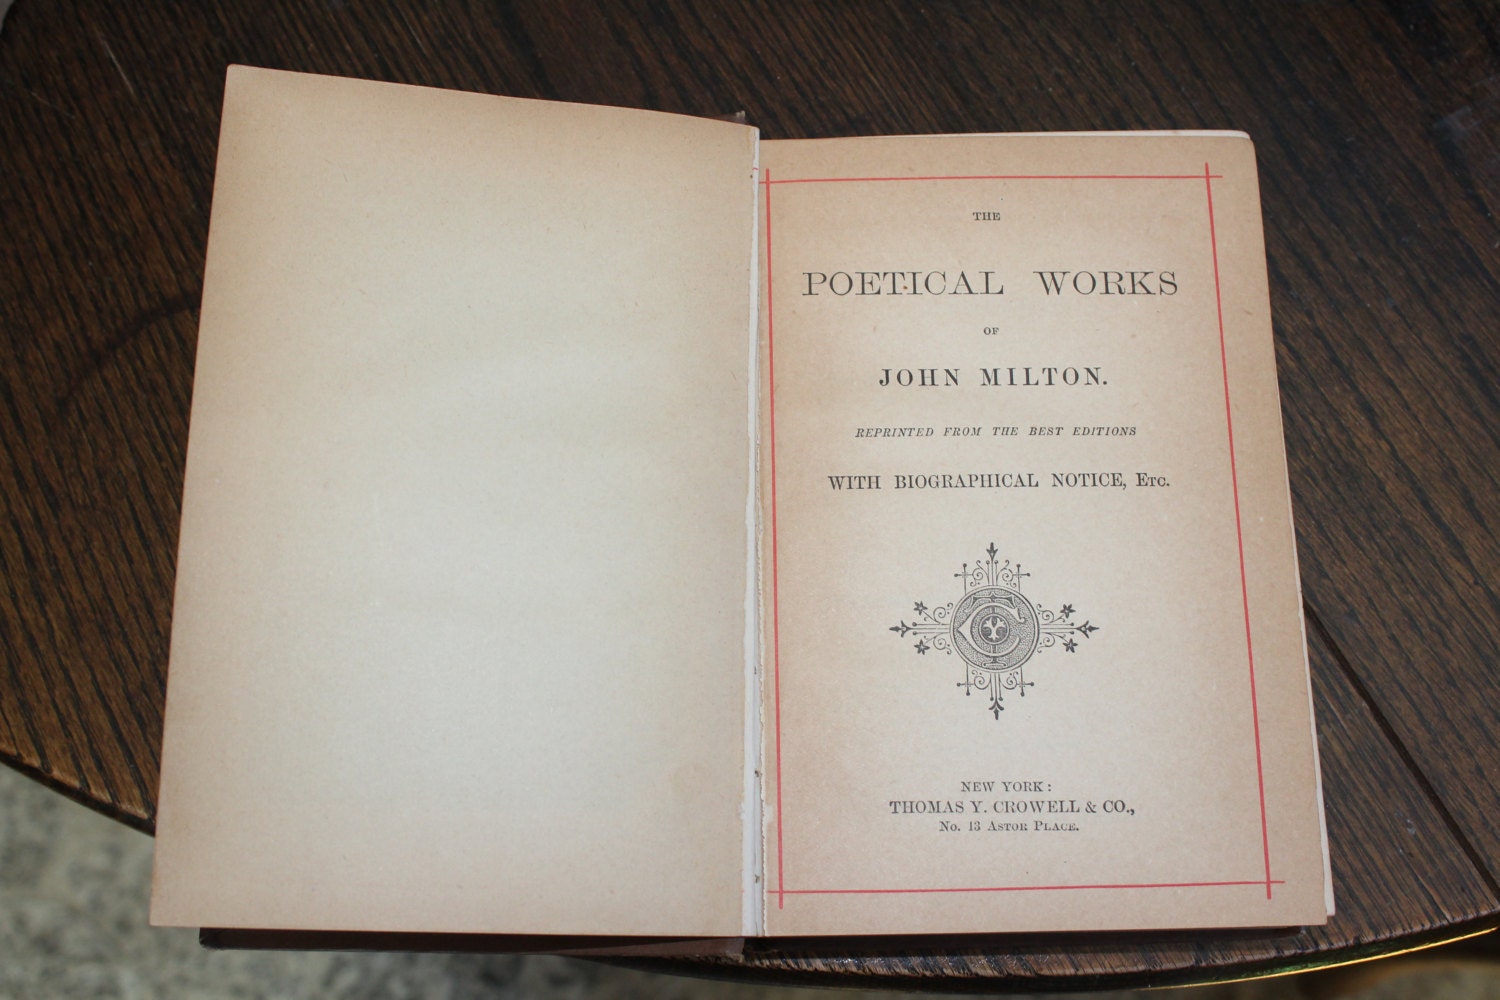 THE
POETICAL WORKS
OF
JOHN MILTON.
REPRINTED FROM THE BEST EDITIONS
WITH BIOGRAPHICAL NOTICE, ETC.
NEW YORK:
THOMAS Y. CROWELL & CO.,
No. 13 ASTOR PLACE.